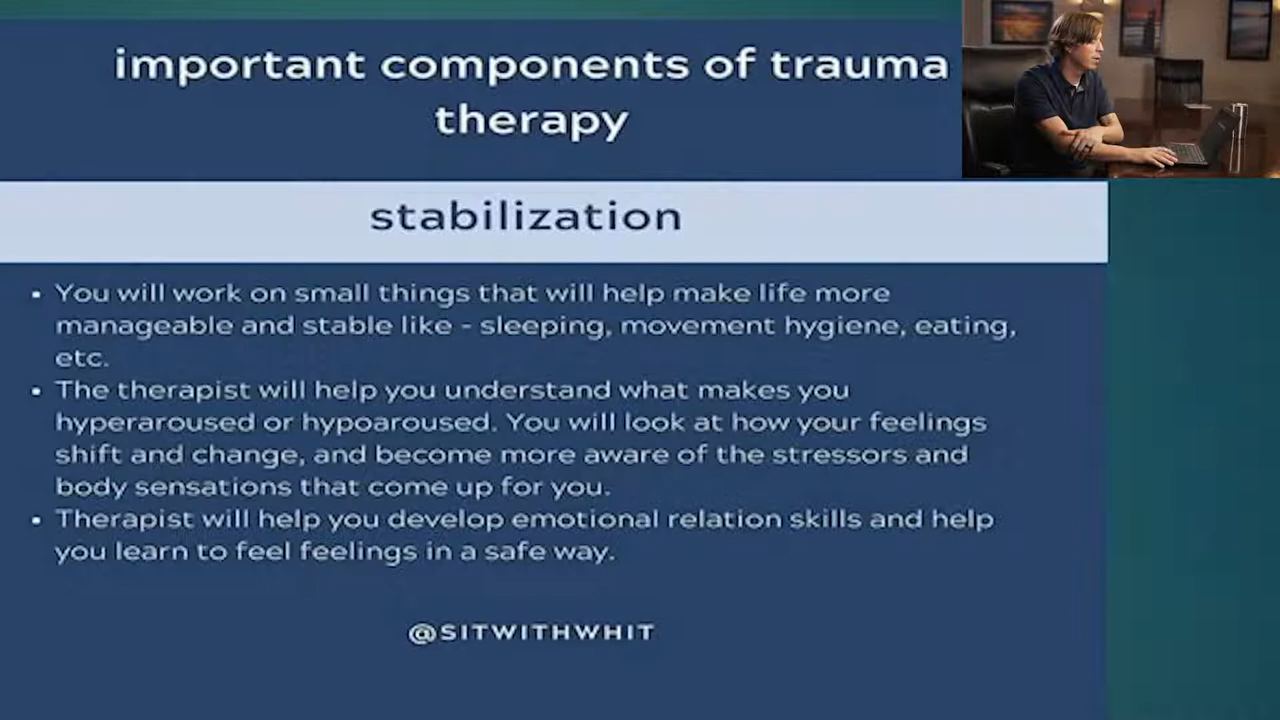 important components of trauma
therapy
stabilization
• You will work on small things that will help make life more
manageable and stable like - sleeping, movement hygiene, eating,
etc.
• The therapist will help you understand what makes you
hyperaroused or hypoaroused. You will look at how your feelings
shift and change, and become more aware of the stressors and
body sensations that come up for you.
• Therapist will help you develop emotional relation skills and help
you learn to feel feelings in a safe way.
@SITWITHWHIT